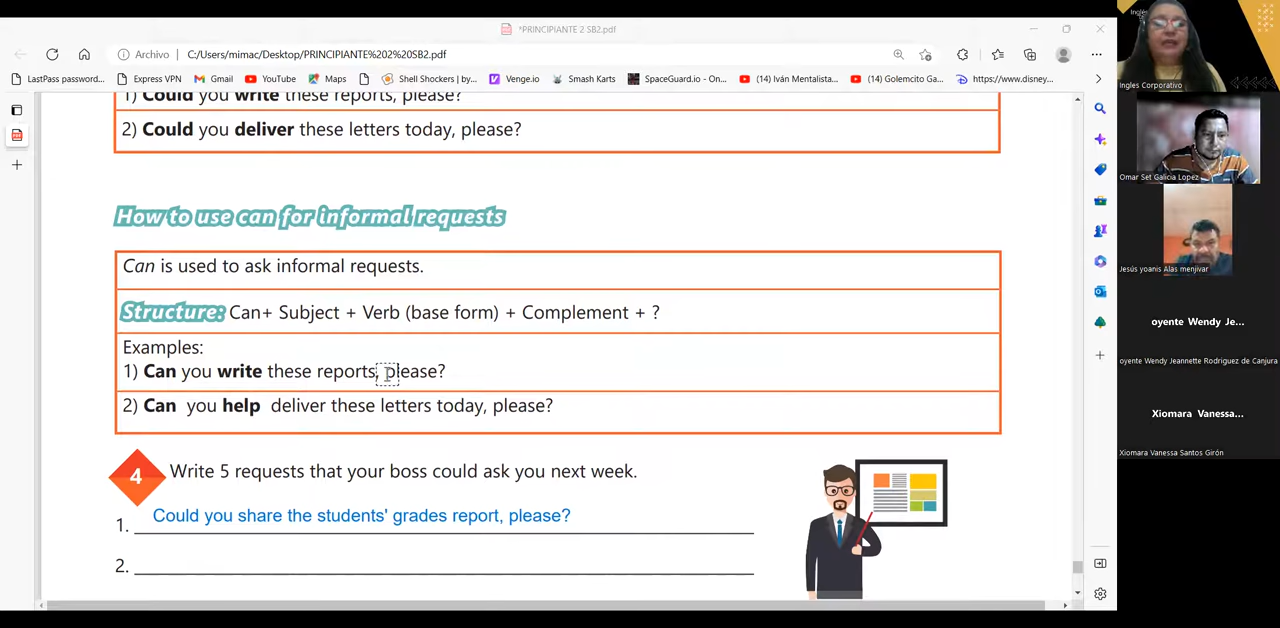 *PRINCIPIANTE 2 SB2.pdf
Archivo
C:/Users/mimac/Desktop/PRINCIPIANTE%202%20SB2.pdf
LastPass password...
Express VPN
Gmail
YouTube
Maps
Shell Shockers | by...
Venge.io
Smash Karts
SpaceGuard.io - On...
(14) Iván Mentalista...
(14) Golemcito Ga...
https://www.disney...
1) Could you write these reports, please?
2) Could you deliver these letters today, please?
How to use can for informal requests
Can is used to ask informal requests.
Structure: Can+ Subject + Verb (base form) + Complement + ?
Examples:
1) Can you write these reports, please?
2) Can you help deliver these letters today, please?
4 Write 5 requests that your boss could ask you next week.
1. Could you share the students' grades report, please?
2.
Ingles Corporativo
Omar Set Galicia Lopez
Jesús yoanis Alas menjivar
oyente Wendy Je...
oyente Wendy Jeannette Rodriguez de Canjura
Xiomara Vanessa...
Xiomara Vanessa Santos Girón